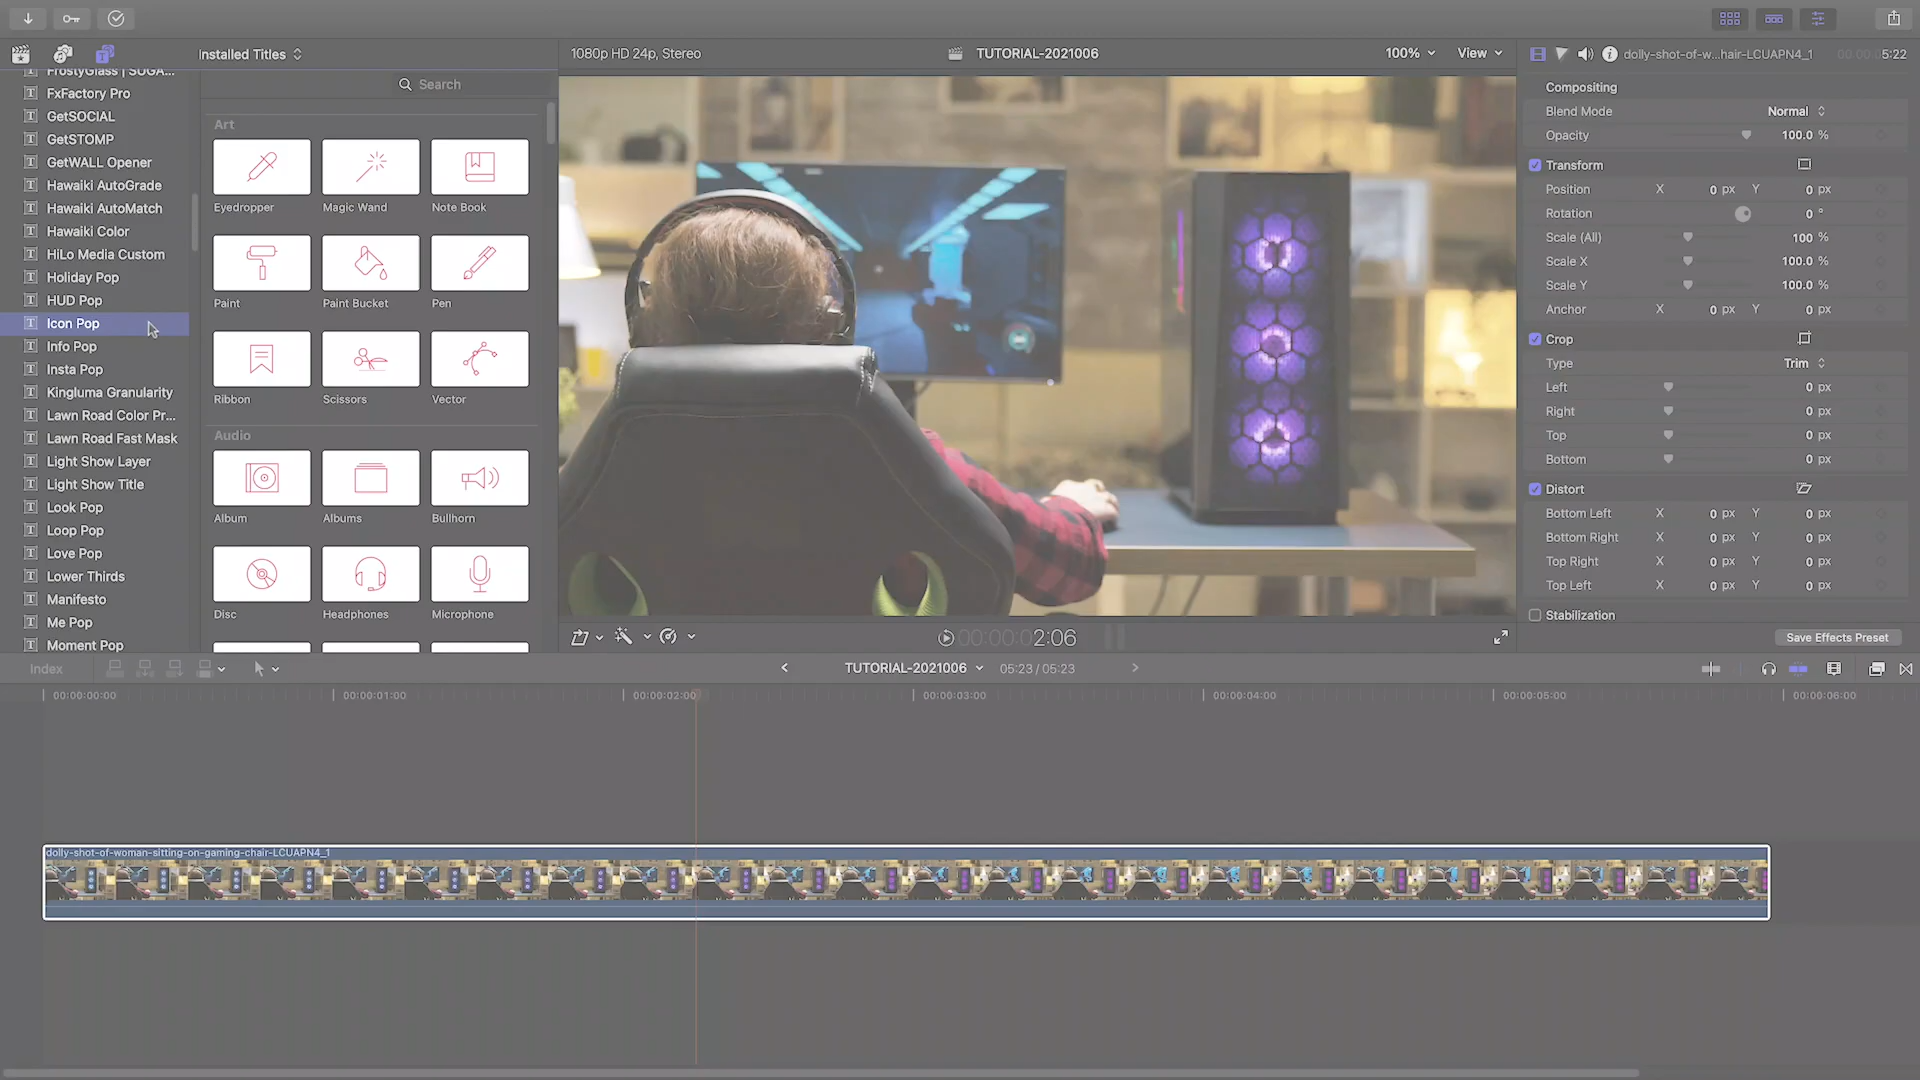 Installed Titles
1080p HD 24p, Stereo
TUTORIAL-2021006
100%
View
dolly-shot-of-w...hair-LCUAPN4_1
00:00:05:22
FrostyGlass | SUGA...
FxFactory Pro
GetSOCIAL
GetSTOMP
GetWALL Opener
Hawaiki AutoGrade
Hawaiki AutoMatch
Hawaiki Color
HiLo Media Custom
Holiday Pop
HUD Pop
Icon Pop
Info Pop
Insta Pop
Kingluma Granularity
Lawn Road Color Pr...
Lawn Road Fast Mask
Light Show Layer
Light Show Title
Look Pop
Loop Pop
Love Pop
Lower Thirds
Manifesto
Me Pop
Moment Pop
Search
Art
Eyedropper
Magic Wand
Note Book
Paint
Paint Bucket
Pen
Ribbon
Scissors
Vector
Audio
Album
Albums
Bullhorn
Disc
Headphones
Microphone
Compositing
Blend Mode Normal
Opacity 100.0 %
Transform
Position X 0 px Y 0 px
Rotation 0 °
Scale (All) 100 %
Scale X 100.0 %
Scale Y 100.0 %
Anchor X 0 px Y 0 px
Crop
Type Trim
Left 0 px
Right 0 px
Top 0 px
Bottom 0 px
Distort
Bottom Left X 0 px Y 0 px
Bottom Right X 0 px Y 0 px
Top Right X 0 px Y 0 px
Top Left X 0 px Y 0 px
Stabilization
Save Effects Preset
00:00:02:06
Index
TUTORIAL-2021006
05:23 / 05:23
00:00:00:00
00:00:01:00
00:00:02:00
00:00:03:00
00:00:04:00
00:00:05:00
00:00:06:00
dolly-shot-of-woman-sitting-on-gaming-chair-LCUAPN4_1